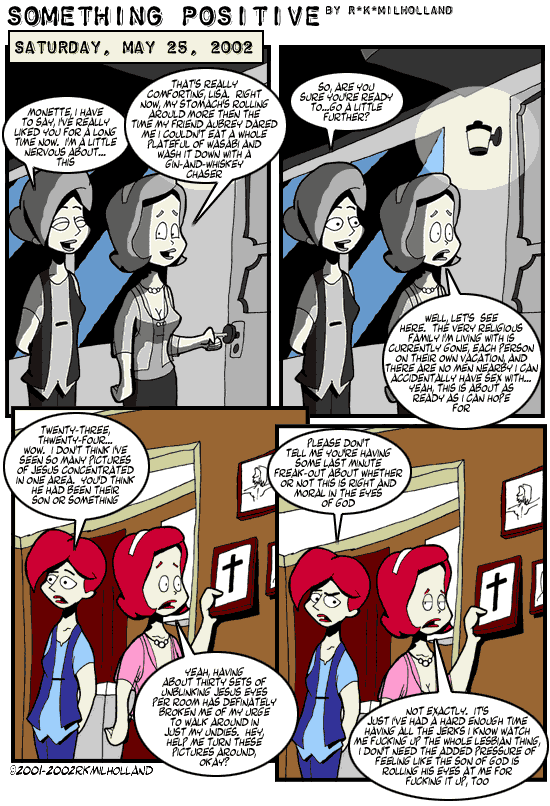 SOMETHING POSITIVE BY R*K*MILHOLLAND
SATURDAY, MAY 25, 2002
MONETTE, I HAVE
TO SAY, I'VE REALLY
LIKED YOU FOR A LONG
TIME NOW. I'M A LITTLE
NERVOUS ABOUT...
THIS
THAT'S REALLY
COMFORTING, LISA. RIGHT
NOW, MY STOMACH'S ROLLING
AROULD MORE THEN THE
TIME MY FRIEND AUBREY DARED
ME I COULDN'T EAT A WHOLE
PLATEFUL OF WASABI AND
WASH IT DOWN WITH A
GIN-AND-WHISKEY
CHASER
SO, ARE YOU
SURE YOU'RE READY
TO...GO A LITTLE
FURTHER?
WELL, LET'S SEE
HERE. THE VERY RELIGIOUS
FAMILY I'M LIVING WITH IS
CURRENTLY GONE, EACH PERSON
ON THEIR OWN VACATION, AND
THERE ARE NO MEN NEARBY I CAN
ACCIDENTALLY HAVE SEX WITH...
YEAH, THIS IS ABOUT AS
READY AS I CAN HOPE
FOR
TWENTY-THREE,
THWENTY-FOUR...
WOW. I DON'T THINK I'VE
SEEN SO MANY PICTURES
OF JESUS CONCENTRATED
IN ONE AREA. YOU'D THINK
HE HAD BEEN THEIR
SON OR SOMETHING
YEAH, HAVING
ABOUT THIRTY SETS OF
UNBLINKING JESUS EYES
PER ROOM HAS DEFINATELY
BROKEN ME OF MY URGE
TO WALK AROUND IN
JUST MY UNDIES. HEY,
HELP ME TURN THESE
PICTURES AROUND,
OKAY?
PLEASE DON'T
TELL ME YOU'RE HAVING
SOME LAST MINUTE
FREAK-OUT ABOUT WHETHER
OR NOT THIS IS RIGHT AND
MORAL IN THE EYES
OF GOD
NOT EXACTLY. IT'S
JUST I'VE HAD A HARD ENOUGH TIME
HAVING ALL THE JERKS I KNOW WATCH
ME FUCKING UP THE WHOLE LESBIAN THING,
I DON'T NEED THE ADDED PRESSURE OF
FEELING LIKE THE SON OF GOD IS
ROLLING HIS EYES AT ME FOR
FUCKING IT UP, TOO
©2001-2002RKMILHOLLAND